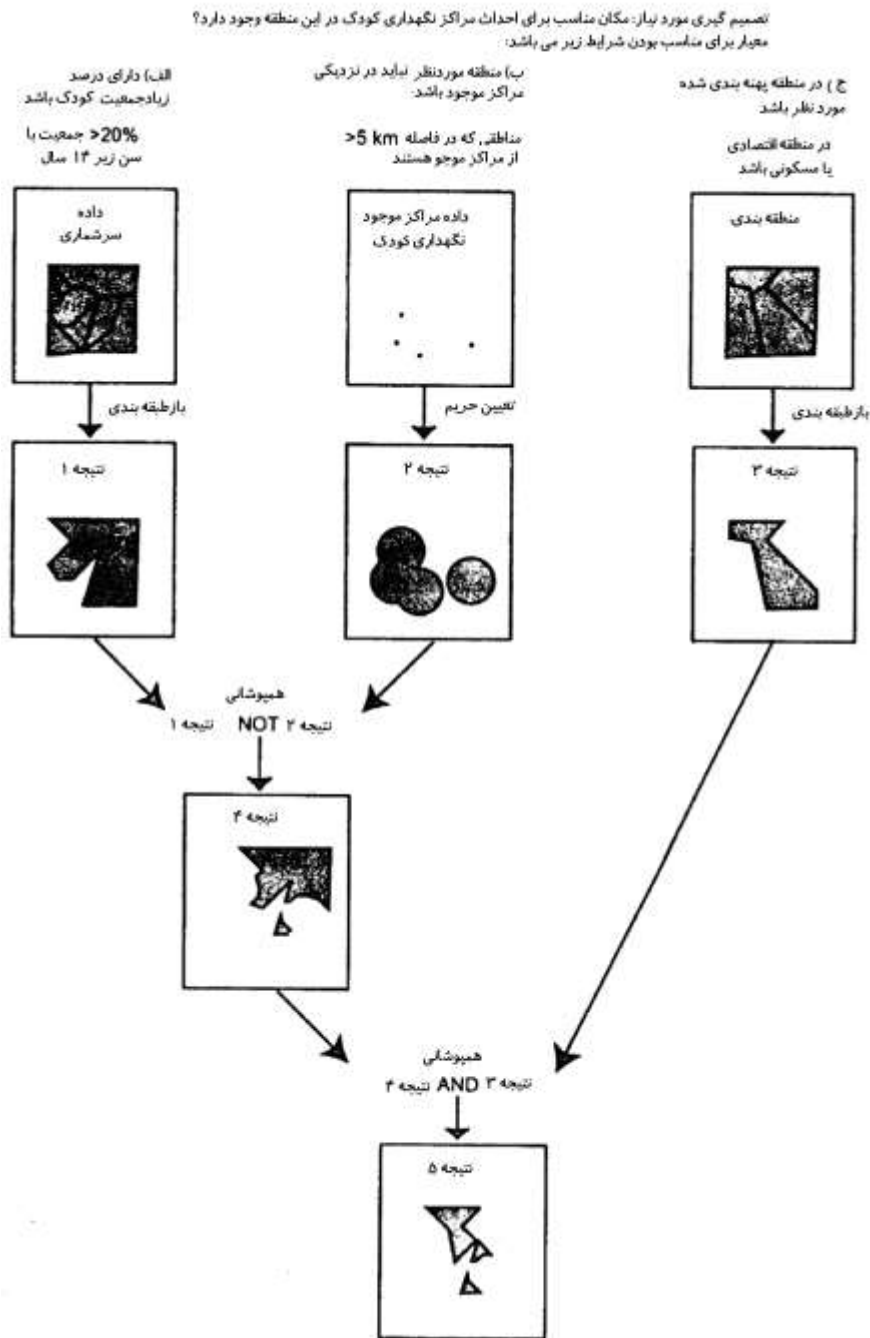 تصمیم گیری مورد نیاز: مکان مناسب برای احداث مراکز نگهداری کودک در این منطقه وجود دارد؟
معیار برای مناسب بودن شرایط زیر می باشد:
الف) دارای درصد
زیادجمعیت کودک باشد
>20% جمعیت با
سن زیر ۱۴ سال
ب) منطقه موردنظر نباید در نزدیکی
مراکز موجود باشد
مناطقی که در فاصله >5 km
از مراکز موجو هستند
ج) در منطقه پهنه بندی شده
مورد نظر باشد
در منطقه اقتصادی
یا مسکونی باشد
داده
سرشماری
داده مراکز موجود
نگهداری کودک
منطقه بندی
بازطبقه بندی
تعیین حریم
بازطبقه بندی
نتیجه ۱
نتیجه ۲
نتیجه ۳
همپوشانی
نتیجه ۱ NOT نتیجه ۲
نتیجه ۴
همپوشانی
نتیجه ۴ AND نتیجه ۳
نتیجه ۵